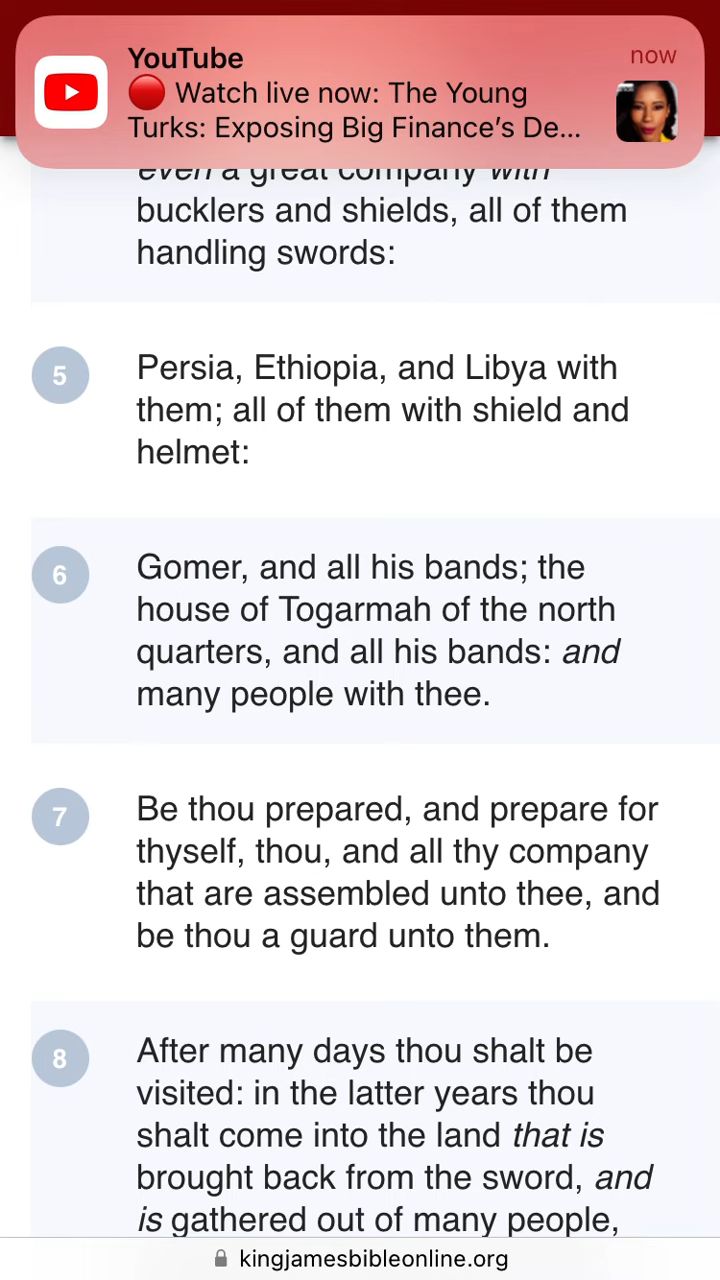 YouTube
now
🔴 Watch live now: The Young
Turks: Exposing Big Finance's De...
even a great company with
bucklers and shields, all of them
handling swords:
5
Persia, Ethiopia, and Libya with
them; all of them with shield and
helmet:
6
Gomer, and all his bands; the
house of Togarmah of the north
quarters, and all his bands: and
many people with thee.
7
Be thou prepared, and prepare for
thyself, thou, and all thy company
that are assembled unto thee, and
be thou a guard unto them.
8
After many days thou shalt be
visited: in the latter years thou
shalt come into the land that is
brought back from the sword, and
is gathered out of many people,
kingjamesbibleonline.org